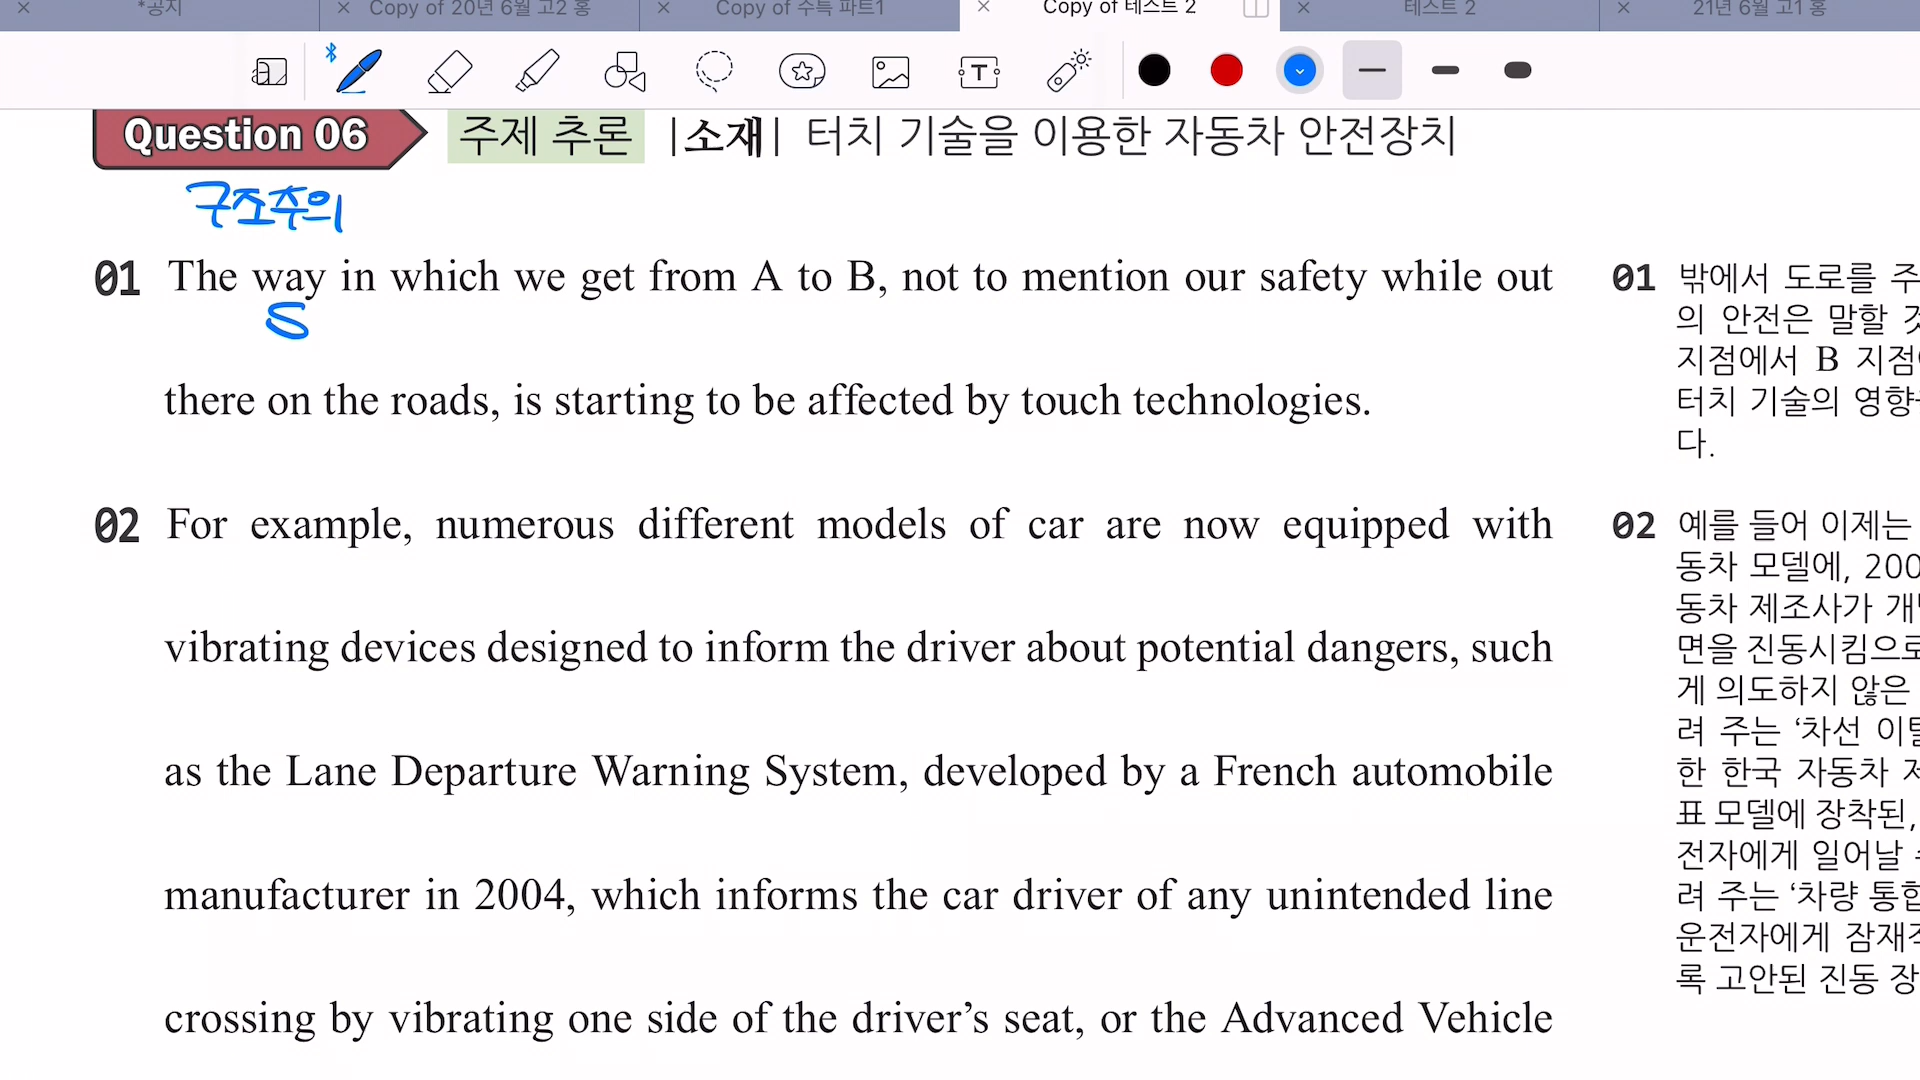 *공지
Copy of 20년 6월 고2 홍
Copy of 수특 파트1
Copy of 테스트 2
테스트 2
21년 6월 고1 홍
Question 06 주제 추론 |소재| 터치 기술을 이용한 자동차 안전장치
구조주의
01 The way in which we get from A to B, not to mention our safety while out
S
there on the roads, is starting to be affected by touch technologies.
02 For example, numerous different models of car are now equipped with
vibrating devices designed to inform the driver about potential dangers, such
as the Lane Departure Warning System, developed by a French automobile
manufacturer in 2004, which informs the car driver of any unintended line
crossing by vibrating one side of the driver's seat, or the Advanced Vehicle
01 밖에서 도로를 주
의 안전은 말할 것
지점에서 B 지점
터치 기술의 영향
다.
02 예를 들어 이제는
동차 모델에, 200
동차 제조사가 개
면을 진동시킴으로
게 의도하지 않은
려 주는 ‘차선 이탈
한 한국 자동차 제
표 모델에 장착된,
전자에게 일어날
려 주는 ‘차량 통합
운전자에게 잠재적
록 고안된 진동 장